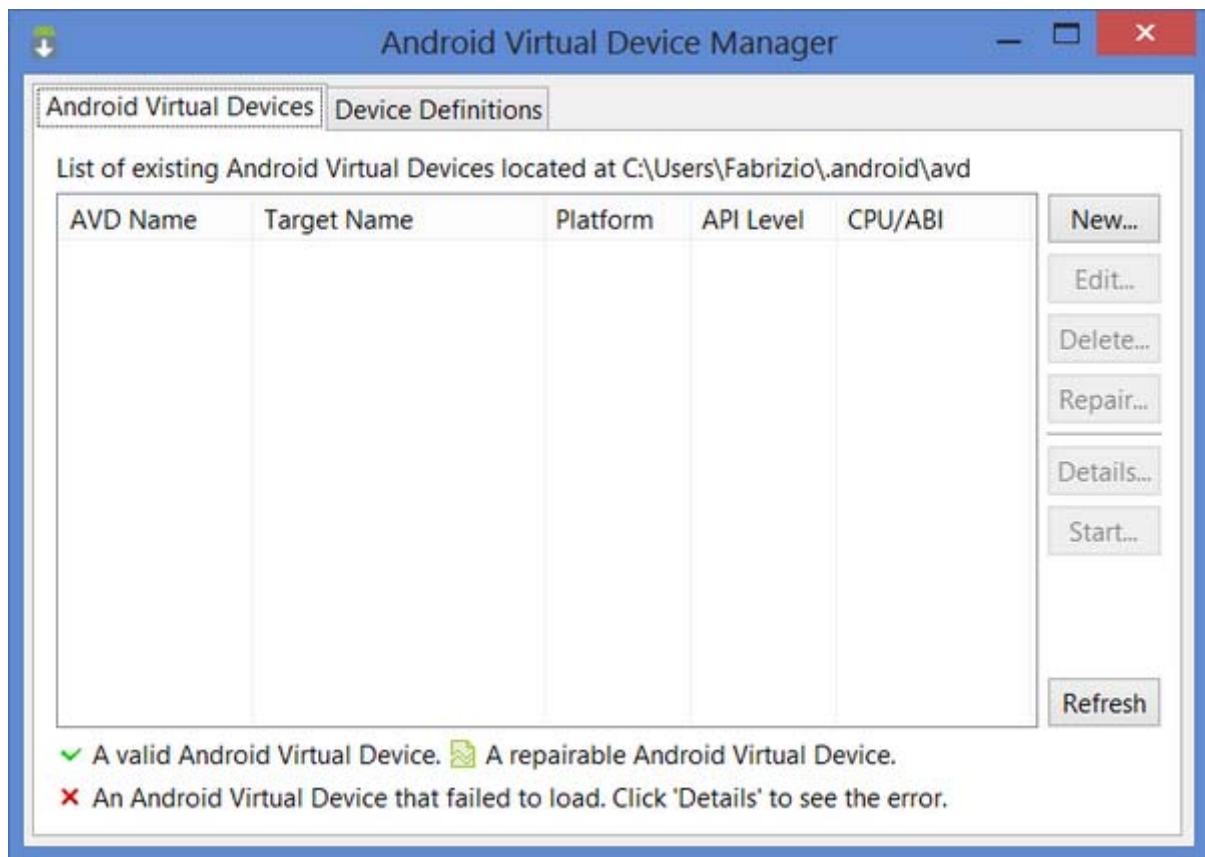 Android Virtual Device Manager
Android Virtual Devices Device Definitions
List of existing Android Virtual Devices located at C:\Users\Fabrizio\.android\avd
AVD Name Target Name Platform API Level CPU/ABI
New...
Edit...
Delete...
Repair...
Details...
Start...
Refresh
A valid Android Virtual Device. A repairable Android Virtual Device.
An Android Virtual Device that failed to load. Click 'Details' to see the error.